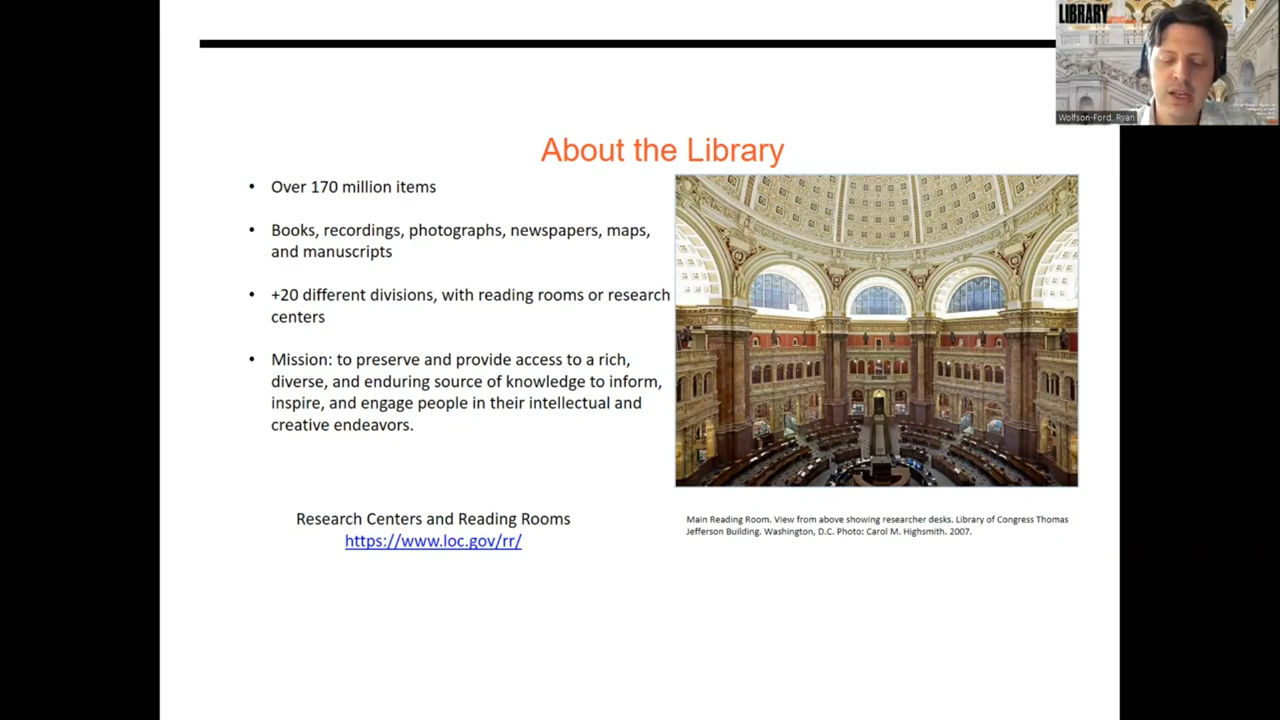 LIBRARY
Wolfson-Ford, Ryan
About the Library
• Over 170 million items
• Books, recordings, photographs, newspapers, maps,
and manuscripts
• +20 different divisions, with reading rooms or research
centers
• Mission: to preserve and provide access to a rich,
diverse, and enduring source of knowledge to inform,
inspire, and engage people in their intellectual and
creative endeavors.
Research Centers and Reading Rooms
https://www.loc.gov/rr/
Main Reading Room. View from above showing researcher desks. Library of Congress Thomas
Jefferson Building. Washington, D.C. Photo: Carol M. Highsmith. 2007.